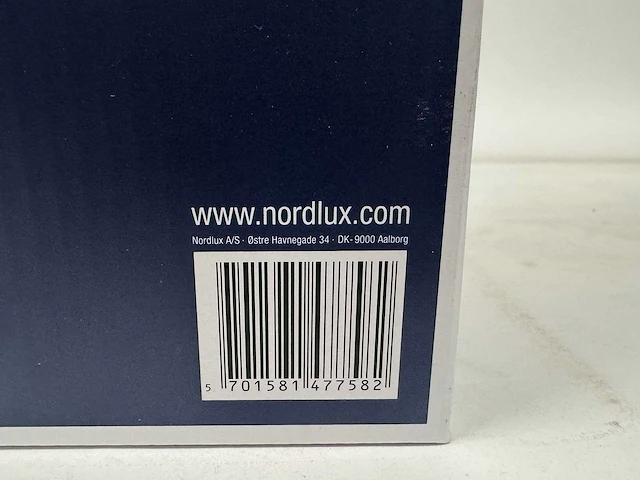 www.nordlux.com
Nordlux A/S · Østre Havnegade 34 · DK-9000 Aalborg
5 701581 477582